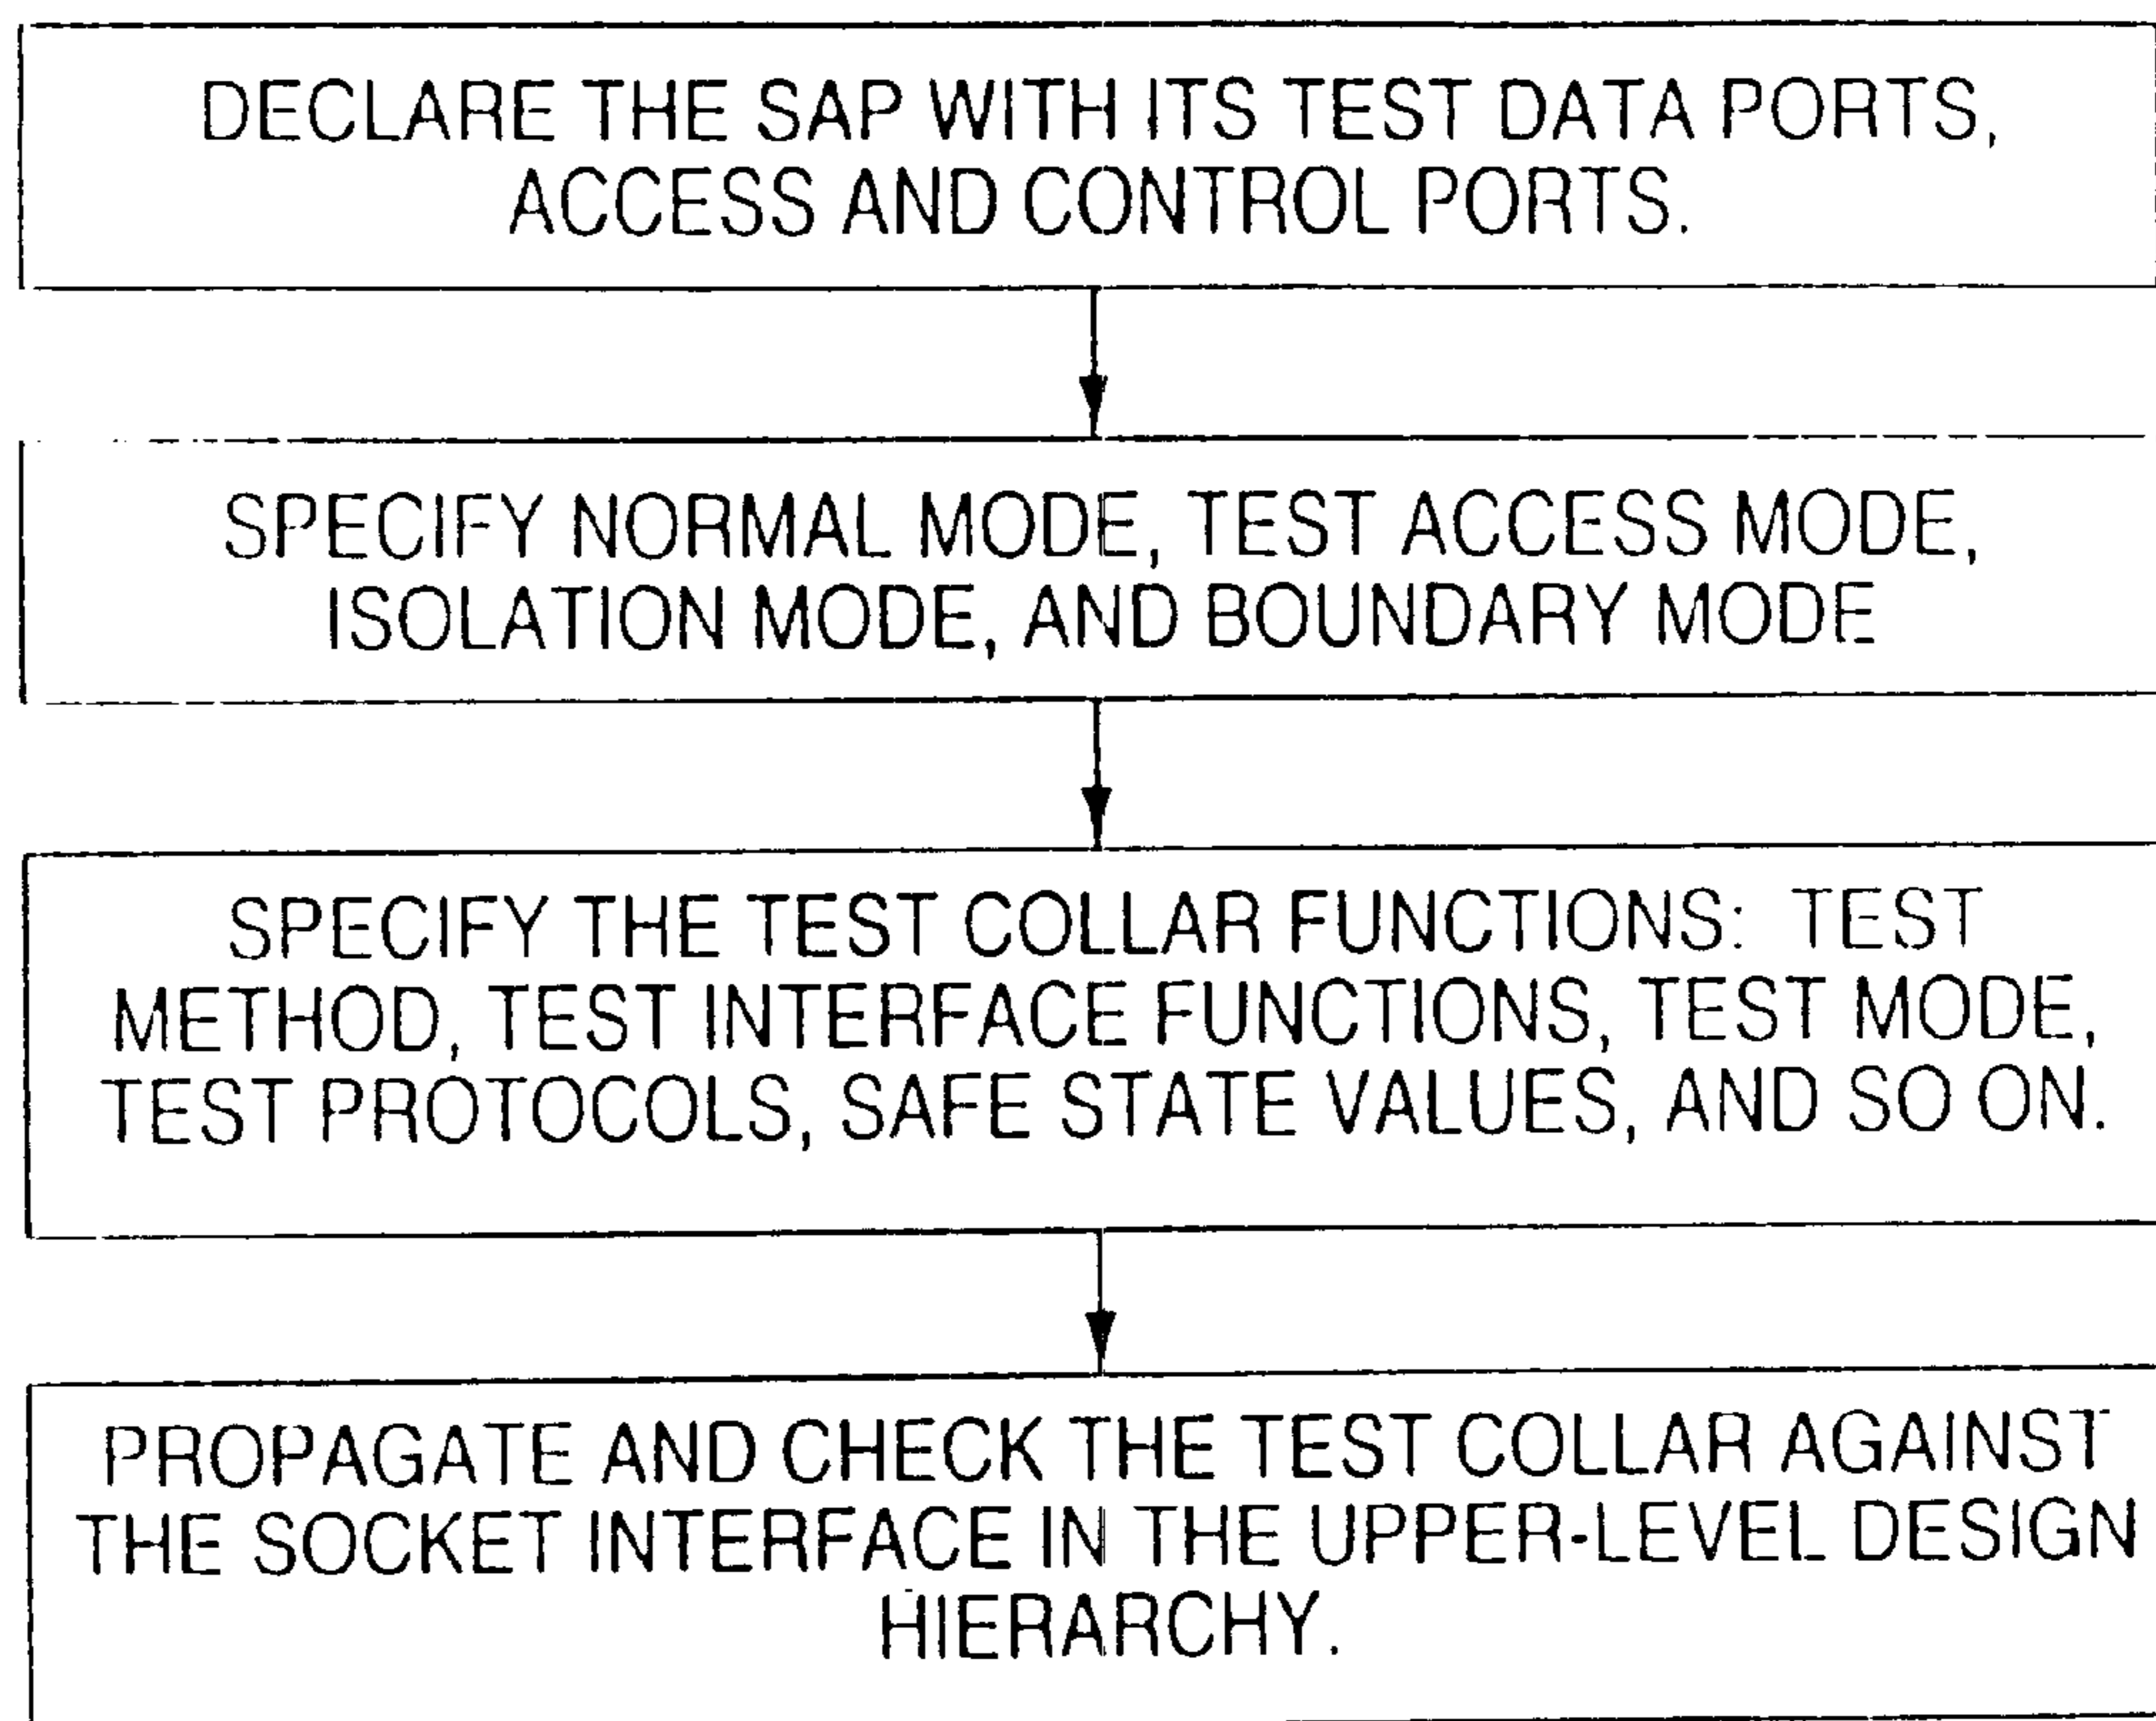 DECLARE THE SAP WITH ITS TEST DATA PORTS,
ACCESS AND CONTROL PORTS.
SPECIFY NORMAL MODE, TEST ACCESS MODE,
ISOLATION MODE, AND BOUNDARY MODE
SPECIFY THE TEST COLLAR FUNCTIONS: TEST
METHOD, TEST INTERFACE FUNCTIONS, TEST MODE,
TEST PROTOCOLS, SAFE STATE VALUES, AND SO ON.
PROPAGATE AND CHECK THE TEST COLLAR AGAINST
THE SOCKET INTERFACE IN THE UPPER-LEVEL DESIGN
HIERARCHY.